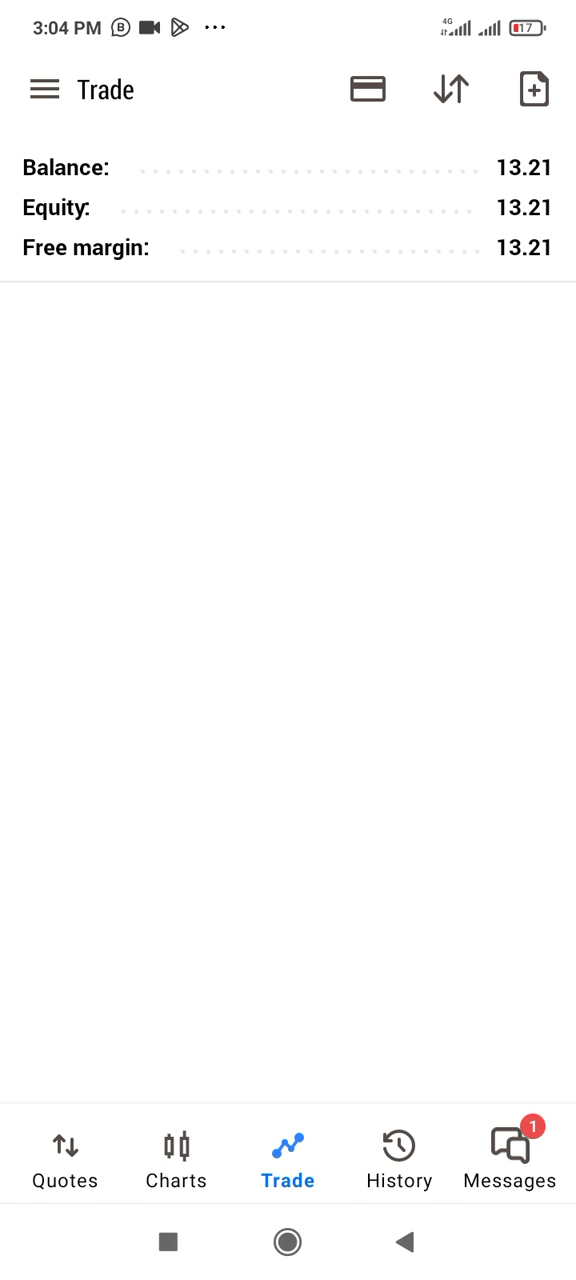 3:04 PM B ...
4G 17
Trade
Balance: 13.21
Equity: 13.21
Free margin: 13.21
1
Quotes Charts Trade History Messages